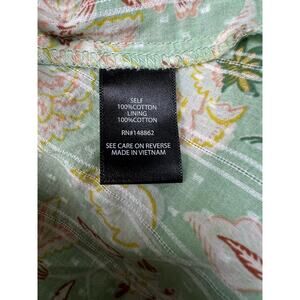 SELF
100%COTTON
LINING
100%COTTON
RN#148862
SEE CARE ON REVERSE
MADE IN VIETNAM